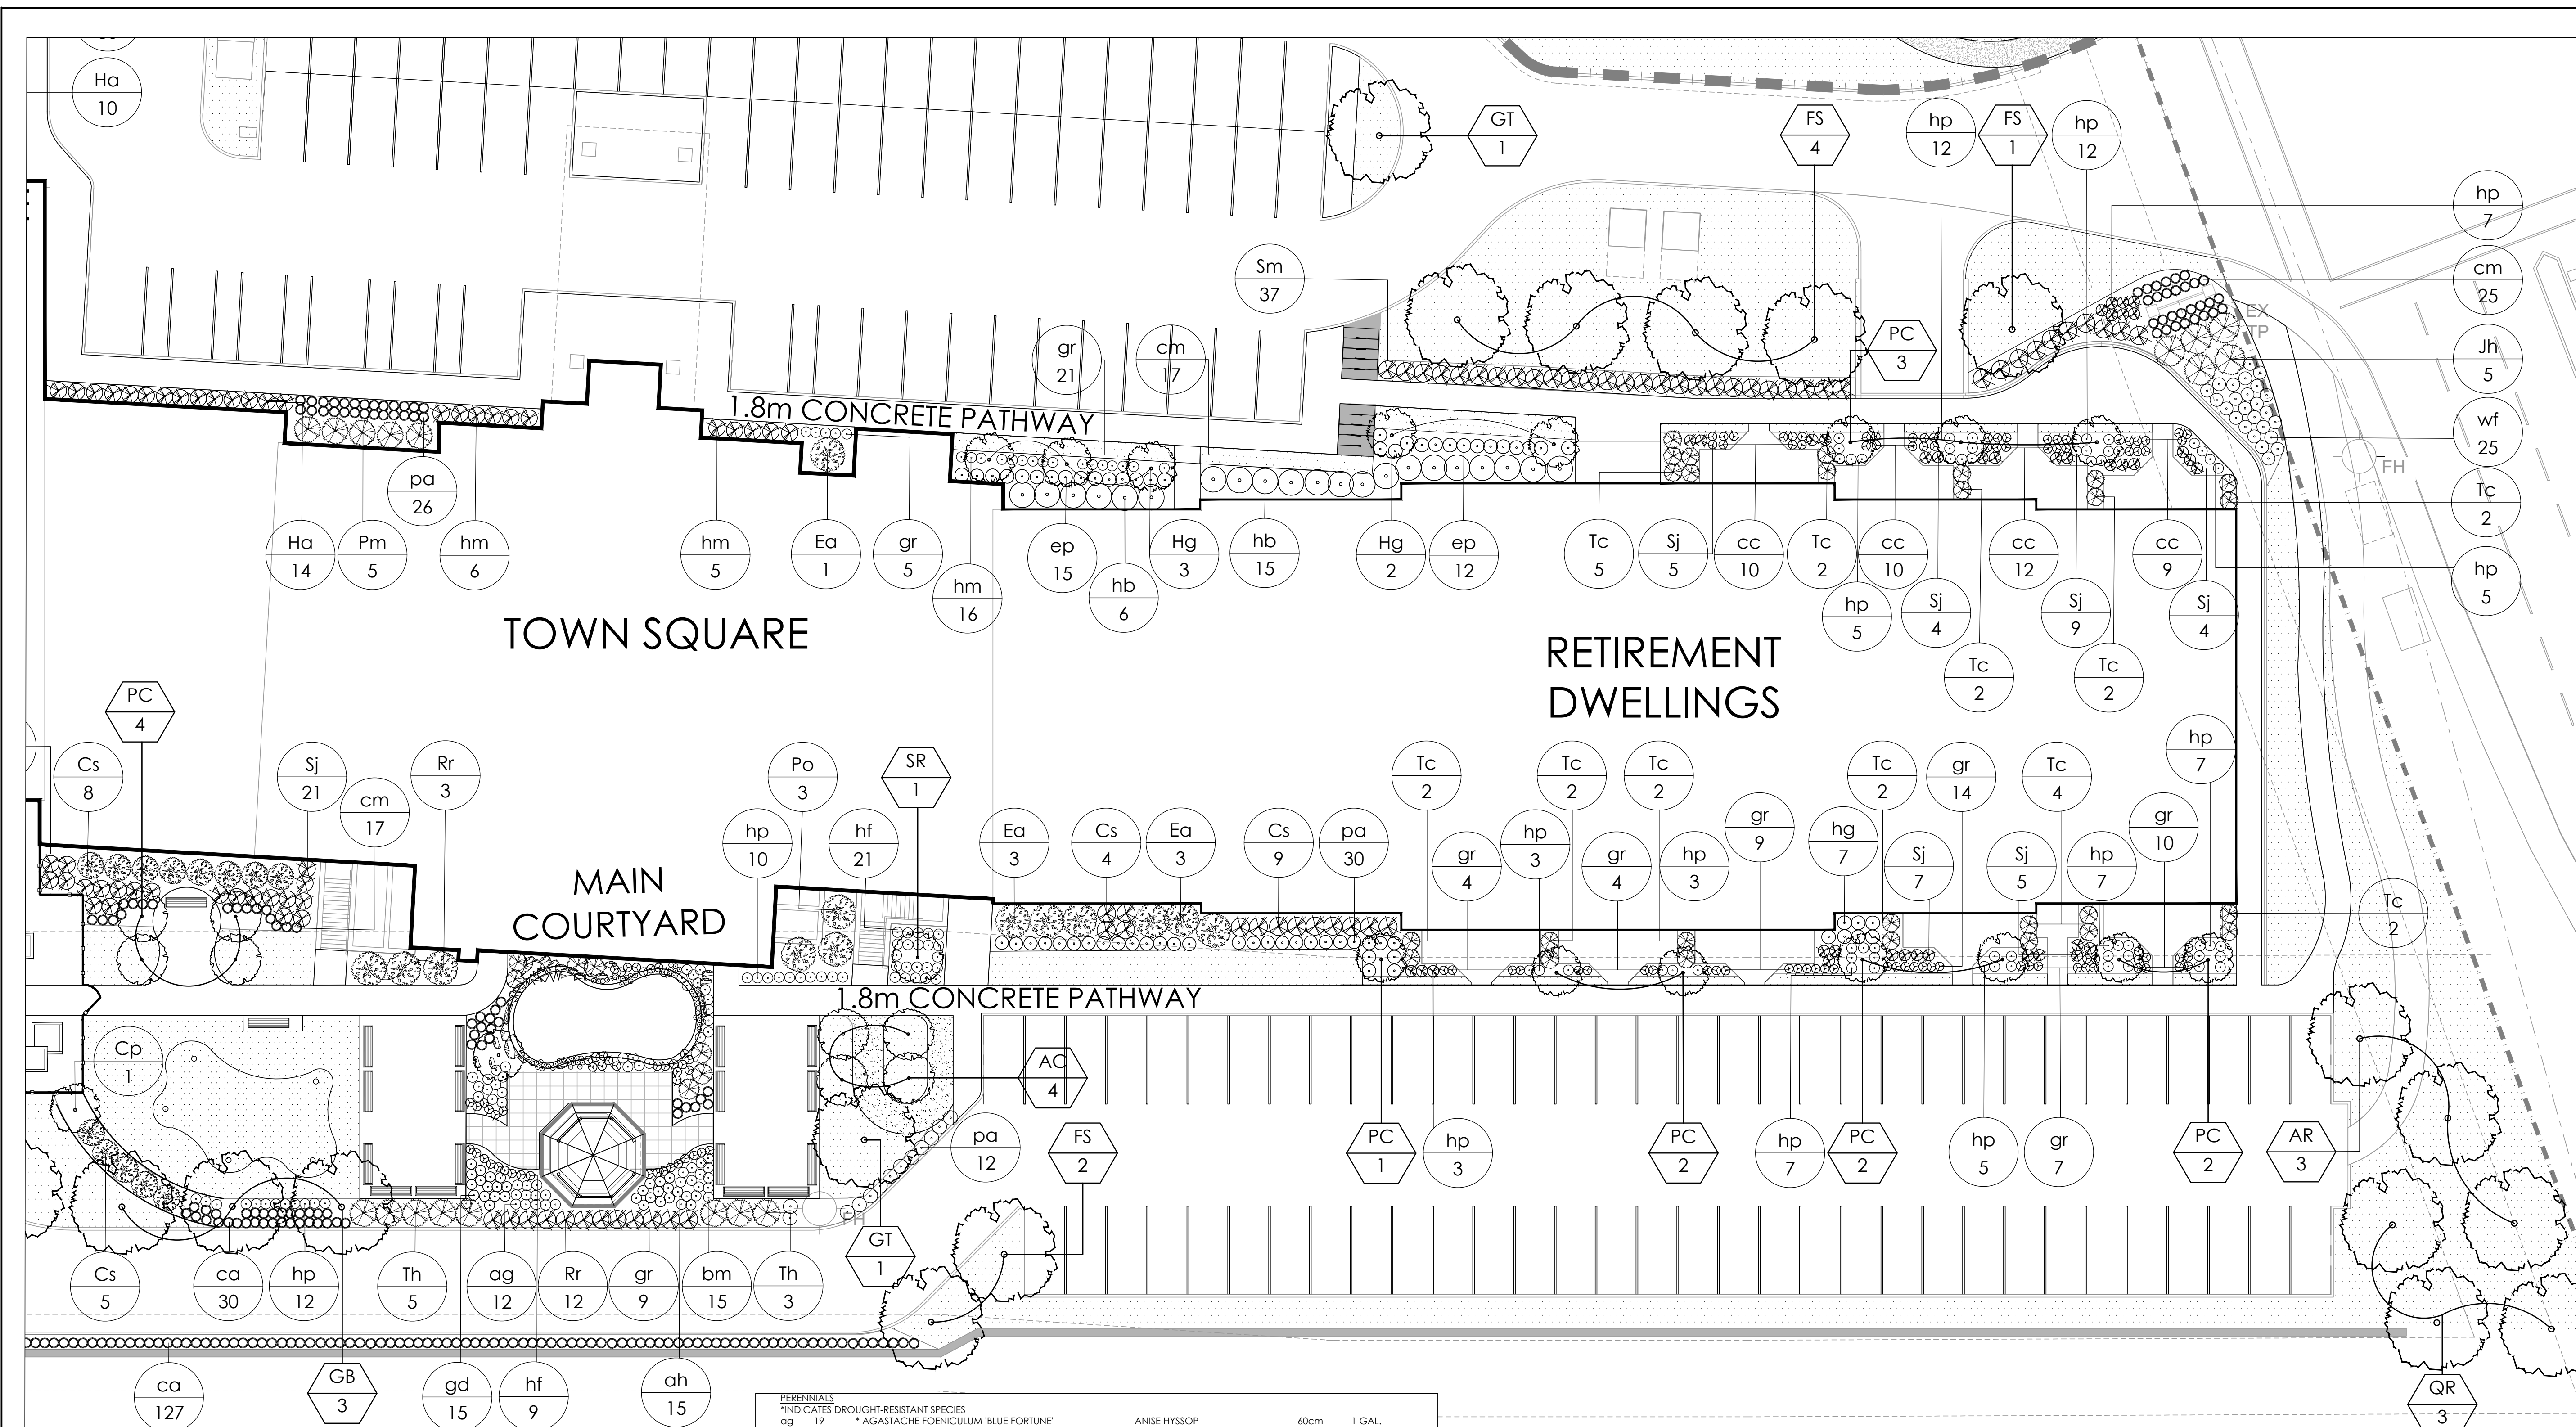 Ha
10
GT
1
FS
4
hp
12
FS
1
hp
12
hp
7
Sm
37
cm
25
EX
TP
gr
21
cm
17
PC
3
Jh
5
1.8m CONCRETE PATHWAY
wf
25
FH
pa
26
Tc
2
Ha
14
Pm
5
hm
6
hm
5
Ea
1
gr
5
hm
16
ep
15
hb
6
Hg
3
hb
15
Hg
2
ep
12
Tc
5
Sj
5
cc
10
Tc
2
cc
10
hp
5
Sj
4
cc
12
Sj
9
cc
9
Sj
4
hp
5
TOWN SQUARE
RETIREMENT
DWELLINGS
Tc
2
Tc
2
PC
4
Cs
8
Sj
21
cm
17
Rr
3
Po
3
SR
1
hp
10
hf
21
Ea
3
Cs
4
Ea
3
Cs
9
pa
30
Tc
2
gr
4
hp
3
Tc
2
gr
4
Tc
2
hp
3
gr
9
hg
7
Tc
2
Sj
7
gr
14
Sj
5
Tc
4
hp
7
gr
10
hp
7
Tc
2
MAIN
COURTYARD
1.8m CONCRETE PATHWAY
Cp
1
AC
4
pa
12
FS
2
PC
1
hp
3
PC
2
hp
7
PC
2
hp
5
gr
7
PC
2
AR
3
FH
GT
1
Cs
5
ca
30
hp
12
Th
5
ag
12
Rr
12
gr
9
bm
15
Th
3
ca
127
GB
3
gd
15
hf
9
ah
15
QR
3
PERENNIALS
*INDICATES DROUGHT-RESISTANT SPECIES
ag 19 * AGASTACHE FOENICULUM 'BLUE FORTUNE' ANISE HYSSOP 60cm 1 GAL.